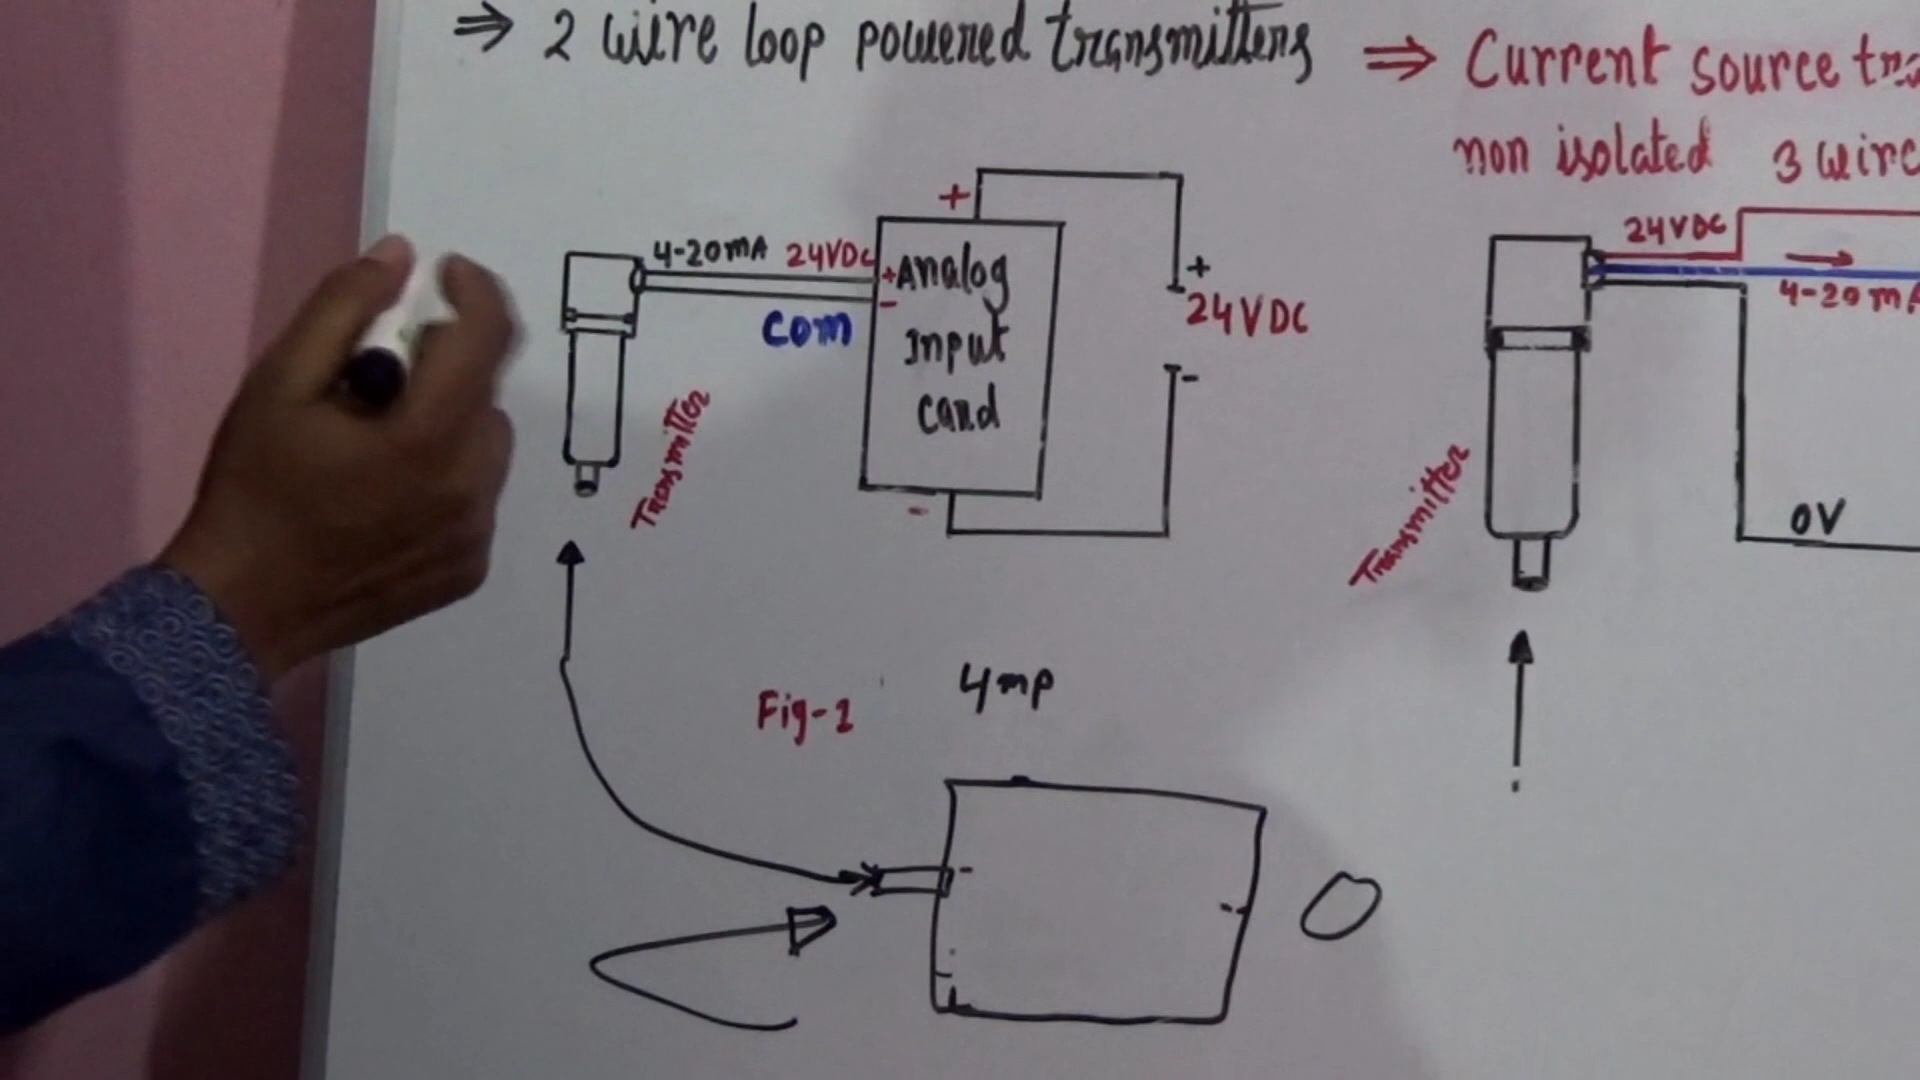 ⇒ 2 wire loop powered transmitters
⇒ Current source
non isolated 3 wire
+
4-20mA 24VDC
+
-
COM
Analog
Input
Card
+
24VDC
-
-
Transmitter
24VDC
4-20mA
0V
Transmitter
Fig-1
4mp